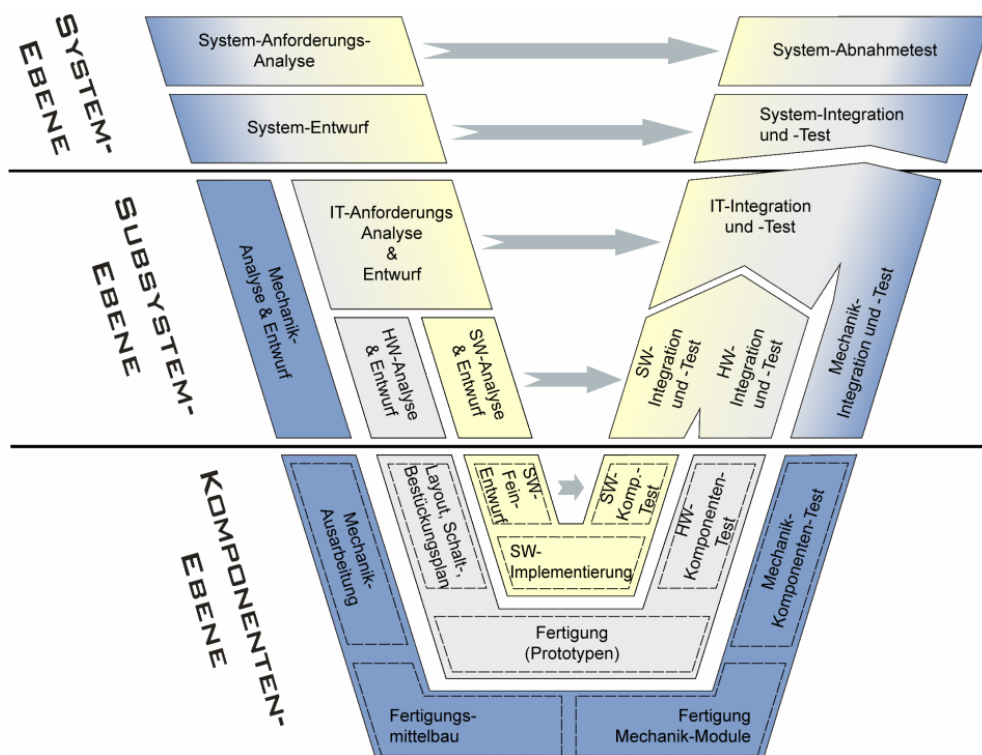 SYSTEM-
EBENE
System-Anforderungs-
Analyse
System-Abnahmetest
System-Entwurf
System-Integration
und -Test
SUBSYSTEM-
EBENE
Mechanik-
Analyse & Entwurf
IT-Anforderungs
Analyse
&
Entwurf
IT-Integration
und -Test
HW-Analyse
& Entwurf
SW-Analyse
& Entwurf
SW-
Integration
und -Test
HW-
Integration
und -Test
Mechanik-
Integration und -Test
KOMPONENTEN-
EBENE
Mechanik-
Ausarbeitung
Layout, Schalt-,
Bestückungsplan
SW-
Fein-
Entwurf
SW-
Komp.-
Test
SW-
Implementierung
HW-
Komponenten-
Test
Mechanik-
Komponenten-Test
Fertigung
(Prototypen)
Fertigungs-
mittelbau
Fertigung
Mechanik-Module